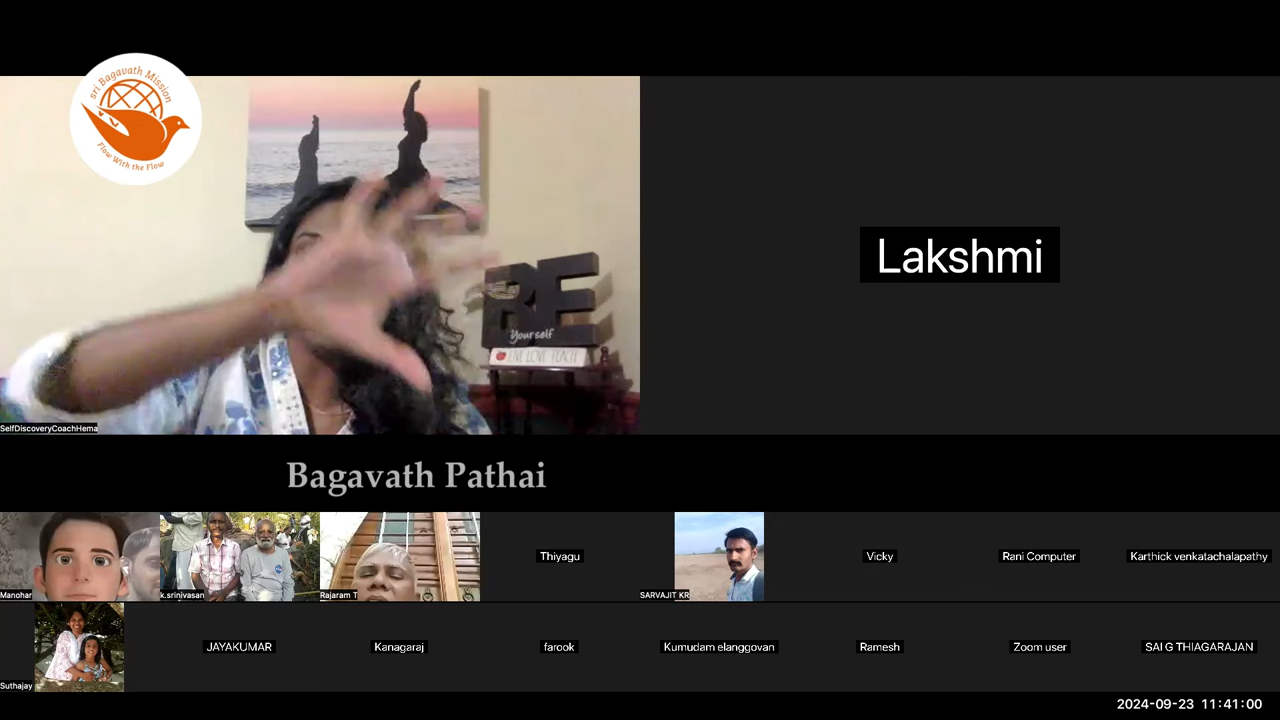 sri Bagavath Mission
Flow With the Flow
BE
Yourself
LIVE LOVE TEACH
Lakshmi
SelfDiscoveryCoachHema
Bagavath Pathai
Manohar
k.srinivasan
Rajaram T
Thiyagu
SARVAJIT KR
Vicky
Rani Computer
Karthick venkatachalapathy
Suthajay
JAYAKUMAR
Kanagaraj
farook
Kumudam elanggovan
Ramesh
Zoom user
SAI G THIAGARAJAN
2024-09-23 11:41:00